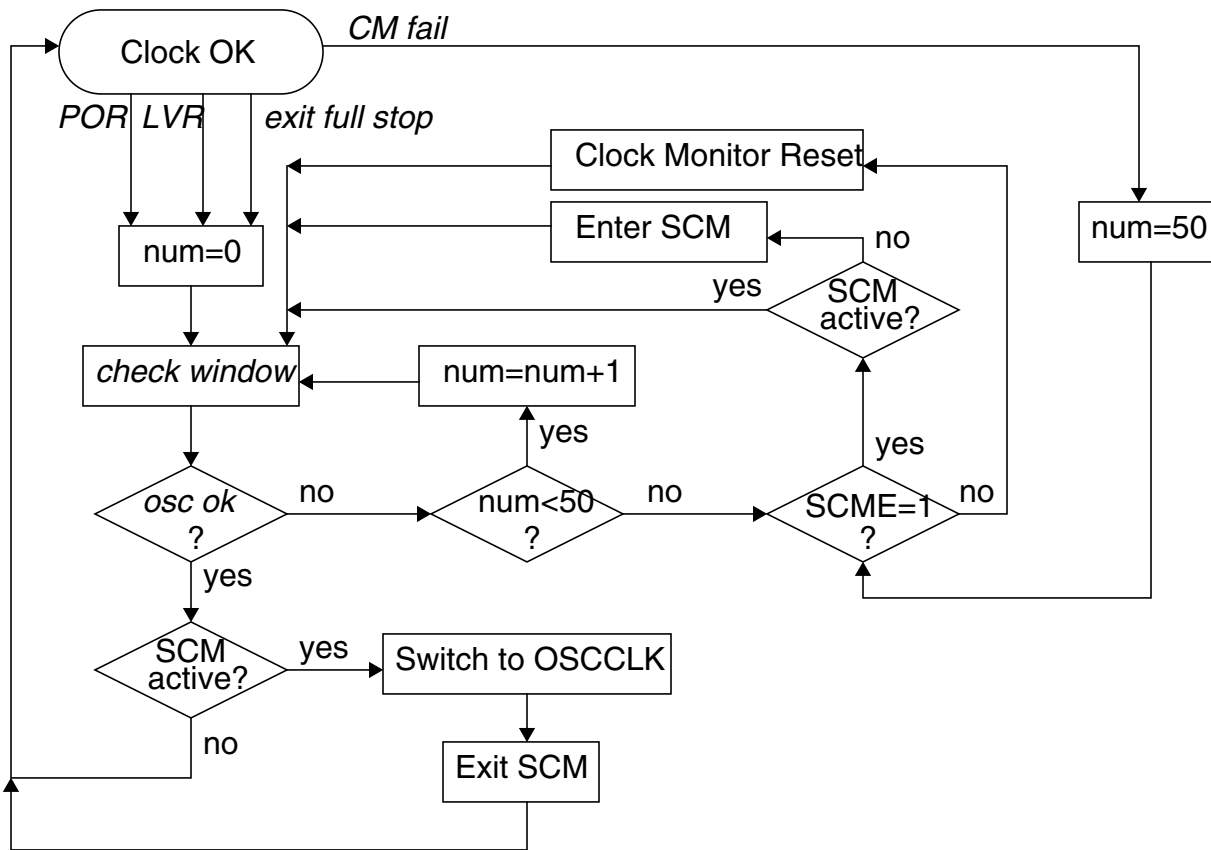 CM fail
Clock OK
POR LVR exit full stop
Clock Monitor Reset
Enter SCM
num=50
no
num=0
yes
SCM
active?
check window
num=num+1
yes
yes
osc ok
?
no
num<50
?
no
SCME=1
?
no
yes
SCM
active?
yes
Switch to OSCCLK
no
Exit SCM